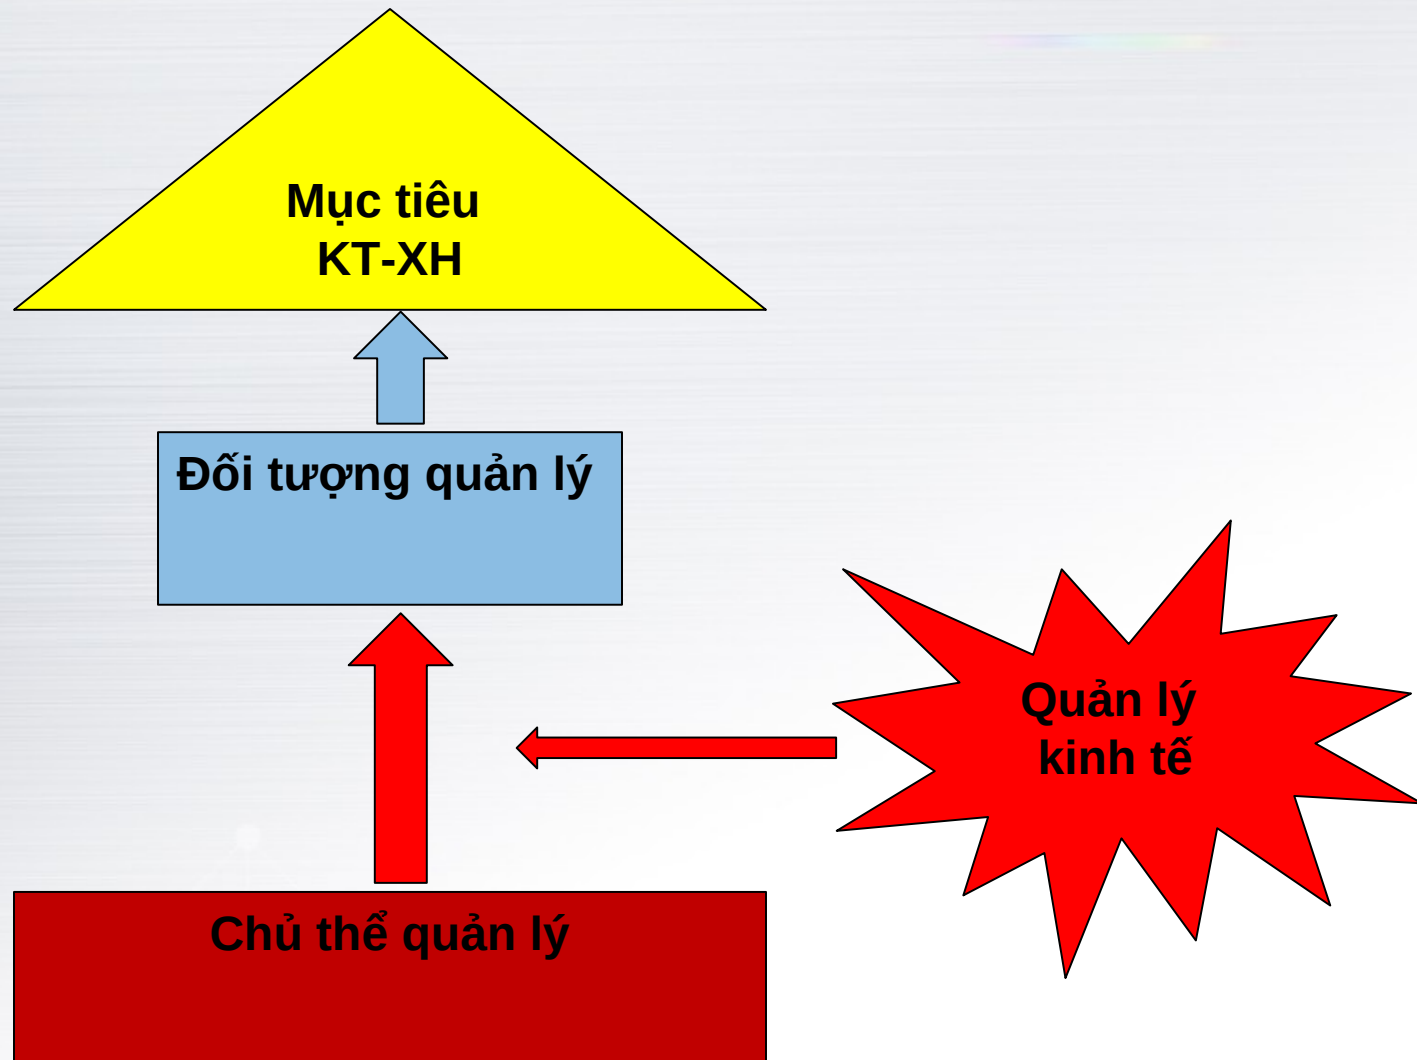 Mục tiêu
KT-XH
Đối tượng quản lý
Quản lý
kinh tế
Chủ thể quản lý